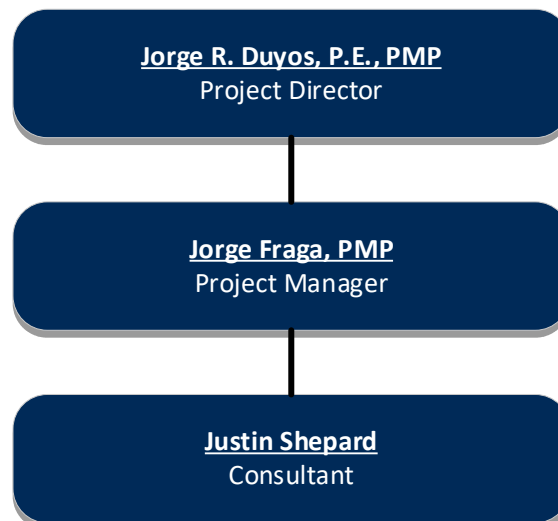 Jorge R. Duyos, P.E., PMP
Project Director
Jorge Fraga, PMP
Project Manager
Justin Shepard
Consultant